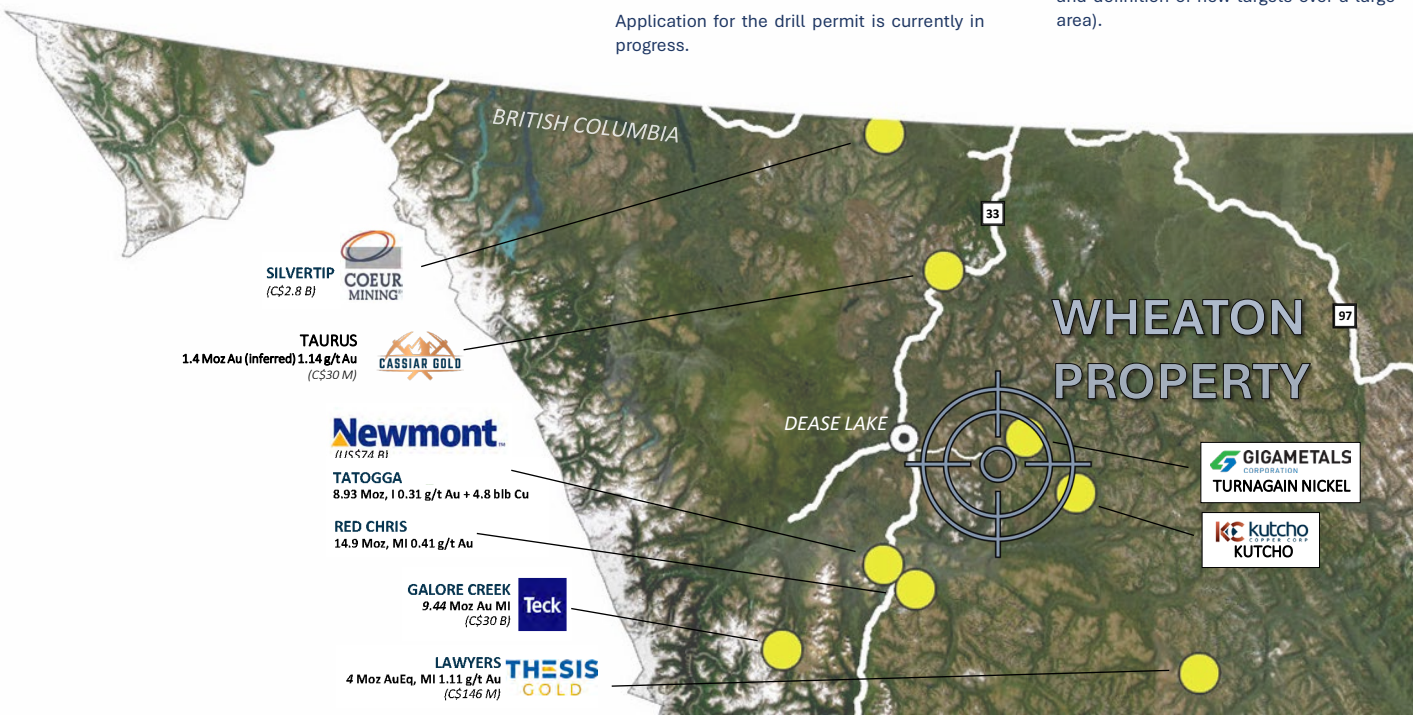 Application for the drill permit is currently in
progress.
area).
BRITISH COLUMBIA
33
SILVERTIP
(C$2.8 B)
COEUR
MINING
WHEATON
PROPERTY
97
TAURUS
1.4 Moz Au (inferred) 1.14 g/t Au
(C$30 M)
CASSIAR GOLD
DEASE LAKE
Newmont™
(US$74 B)
TATOGGA
8.93 Moz, I 0.31 g/t Au + 4.8 blb Cu
RED CHRIS
14.9 Moz, MI 0.41 g/t Au
GIGAMETALS
CORPORATION
TURNAGAIN NICKEL
KC kutcho
COPPER CORP
KUTCHO
GALORE CREEK
9.44 Moz Au MI
(C$30 B)
Teck
LAWYERS
4 Moz AuEq, MI 1.11 g/t Au
(C$146 M)
THESIS
GOLD